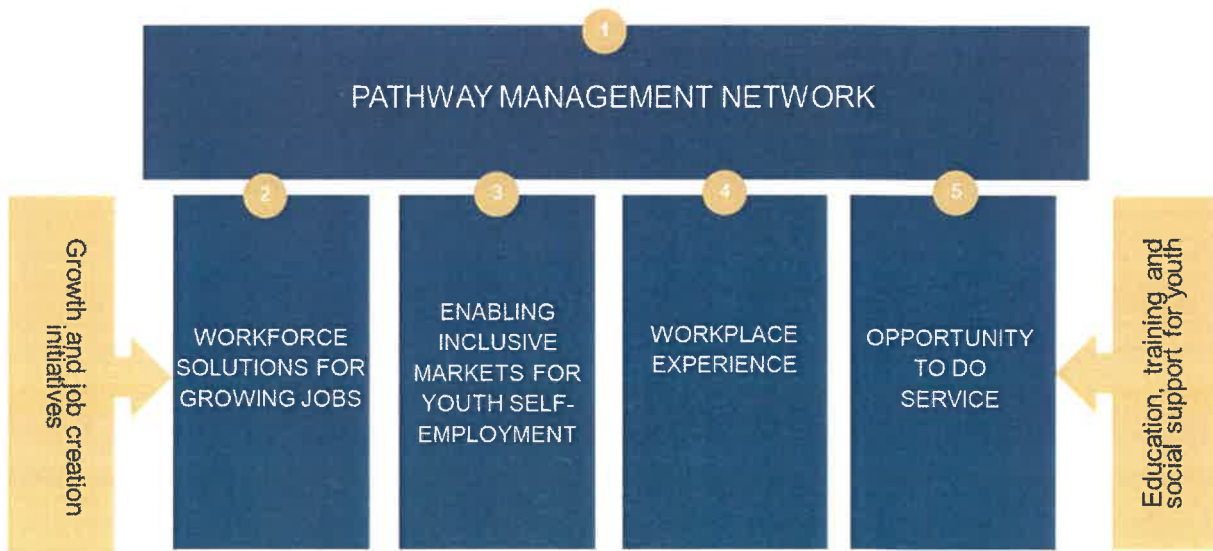 1
PATHWAY MANAGEMENT NETWORK
2
3
4
5
Growth and job creation
initiatives
WORKFORCE
SOLUTIONS FOR
GROWING JOBS
ENABLING
INCLUSIVE
MARKETS FOR
YOUTH SELF-
EMPLOYMENT
WORKPLACE
EXPERIENCE
OPPORTUNITY
TO DO
SERVICE
Education, training and
social support for youth